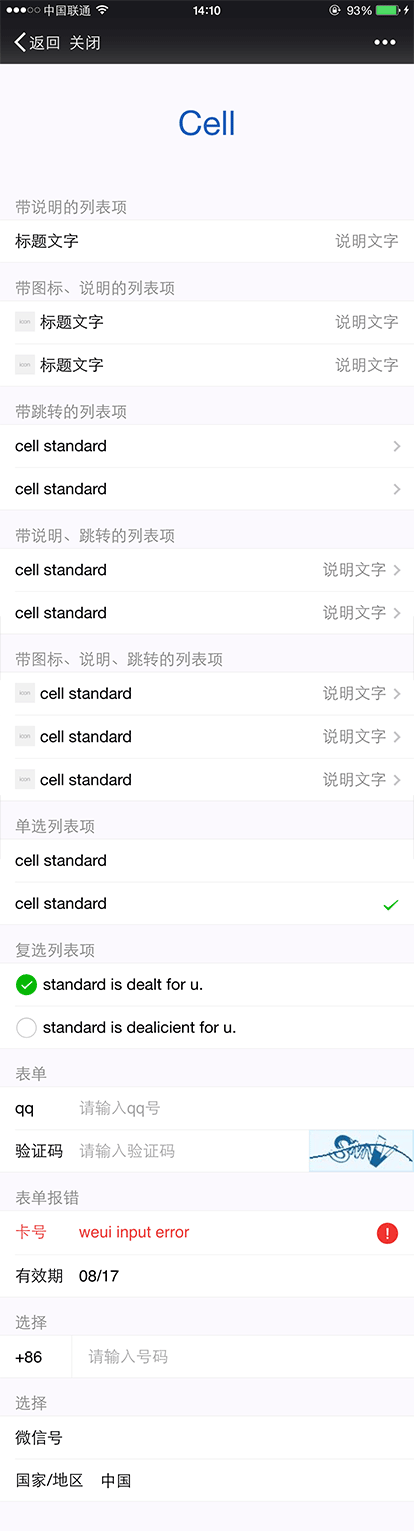 中国联通 14:10 93%
返回 关闭
Cell
带说明的列表项
标题文字 说明文字
带图标、说明的列表项
icon 标题文字 说明文字
icon 标题文字 说明文字
带跳转的列表项
cell standard
cell standard
带说明、跳转的列表项
cell standard 说明文字
cell standard 说明文字
带图标、说明、跳转的列表项
icon cell standard 说明文字
icon cell standard 说明文字
icon cell standard 说明文字
单选列表项
cell standard
cell standard
复选列表项
standard is dealt for u.
standard is dealicient for u.
表单
qq 请输入qq号
验证码 请输入验证码
表单报错
卡号 weui input error
有效期 08/17
选择
+86 请输入号码
选择
微信号
国家/地区 中国